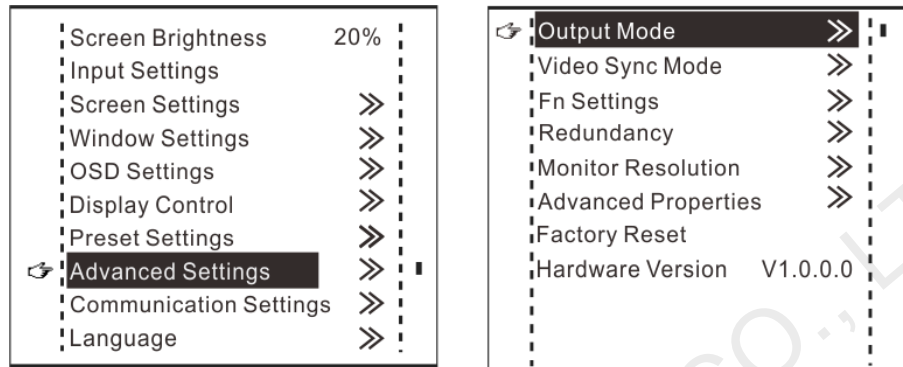 Screen Brightness 20%
Input Settings
Screen Settings
Window Settings
OSD Settings
Display Control
Preset Settings
Advanced Settings
Communication Settings
Language
Output Mode
Video Sync Mode
Fn Settings
Redundancy
Monitor Resolution
Advanced Properties
Factory Reset
Hardware Version V1.0.0.0
CO., LT